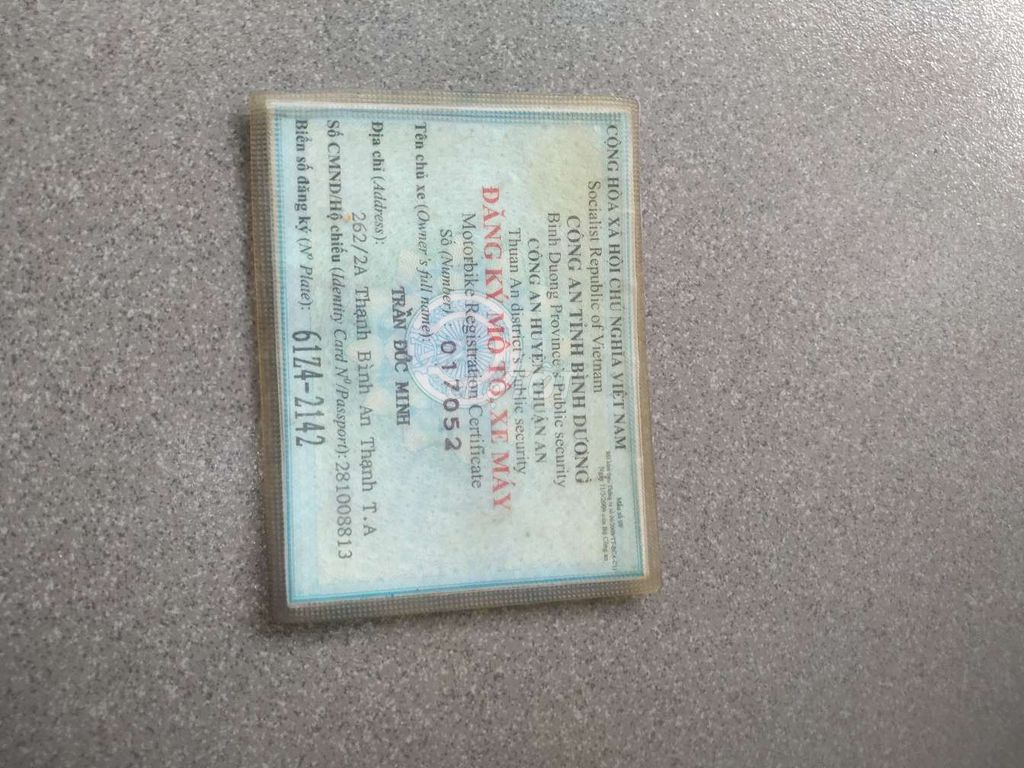 CỘNG HÒA XÃ HỘI CHỦ NGHĨA VIỆT NAM
Socialist Republic of Vietnam
CÔNG AN TỈNH BÌNH DƯƠNG
Binh Duong Province's Public security
CÔNG AN HUYỆN THUẬN AN
Thuan An district's Public security
ĐĂNG KÝ MÔ TÔ, XE MÁY
Motorbike Registration Certificate
Số (Number): 017052
Tên chủ xe (Owner's full name):
TRẦN ĐỨC MINH
Địa chỉ (Address):
262/2A Thạnh Bình An Thạnh T.A
Số CMND/Hộ chiếu (Identity Card Nº/Passport): 281008813
Biển số đăng ký (Nº Plate): 61Z4-2142